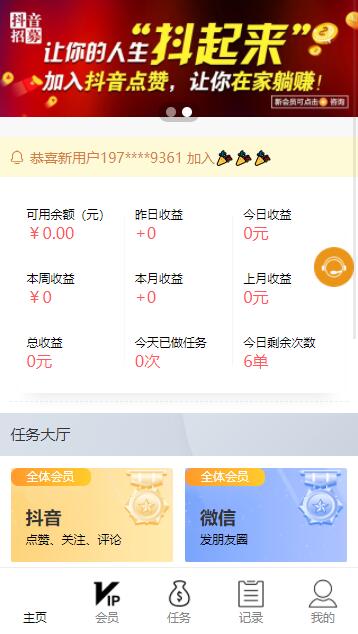 抖音
招募
让你的人生“抖起来”
加入抖音点赞，让你在家躺赚！
新会员可点击 咨询
恭喜新用户197****9361 加入
可用余额（元）
￥0.00
昨日收益
+0
今日收益
0元
本周收益
￥0
本月收益
+0
上月收益
0元
总收益
0元
今天已做任务
0次
今日剩余次数
6单
任务大厅
全体会员
抖音
点赞、关注、评论
全体会员
微信
发朋友圈
主页
VIP
会员
任务
记录
我的